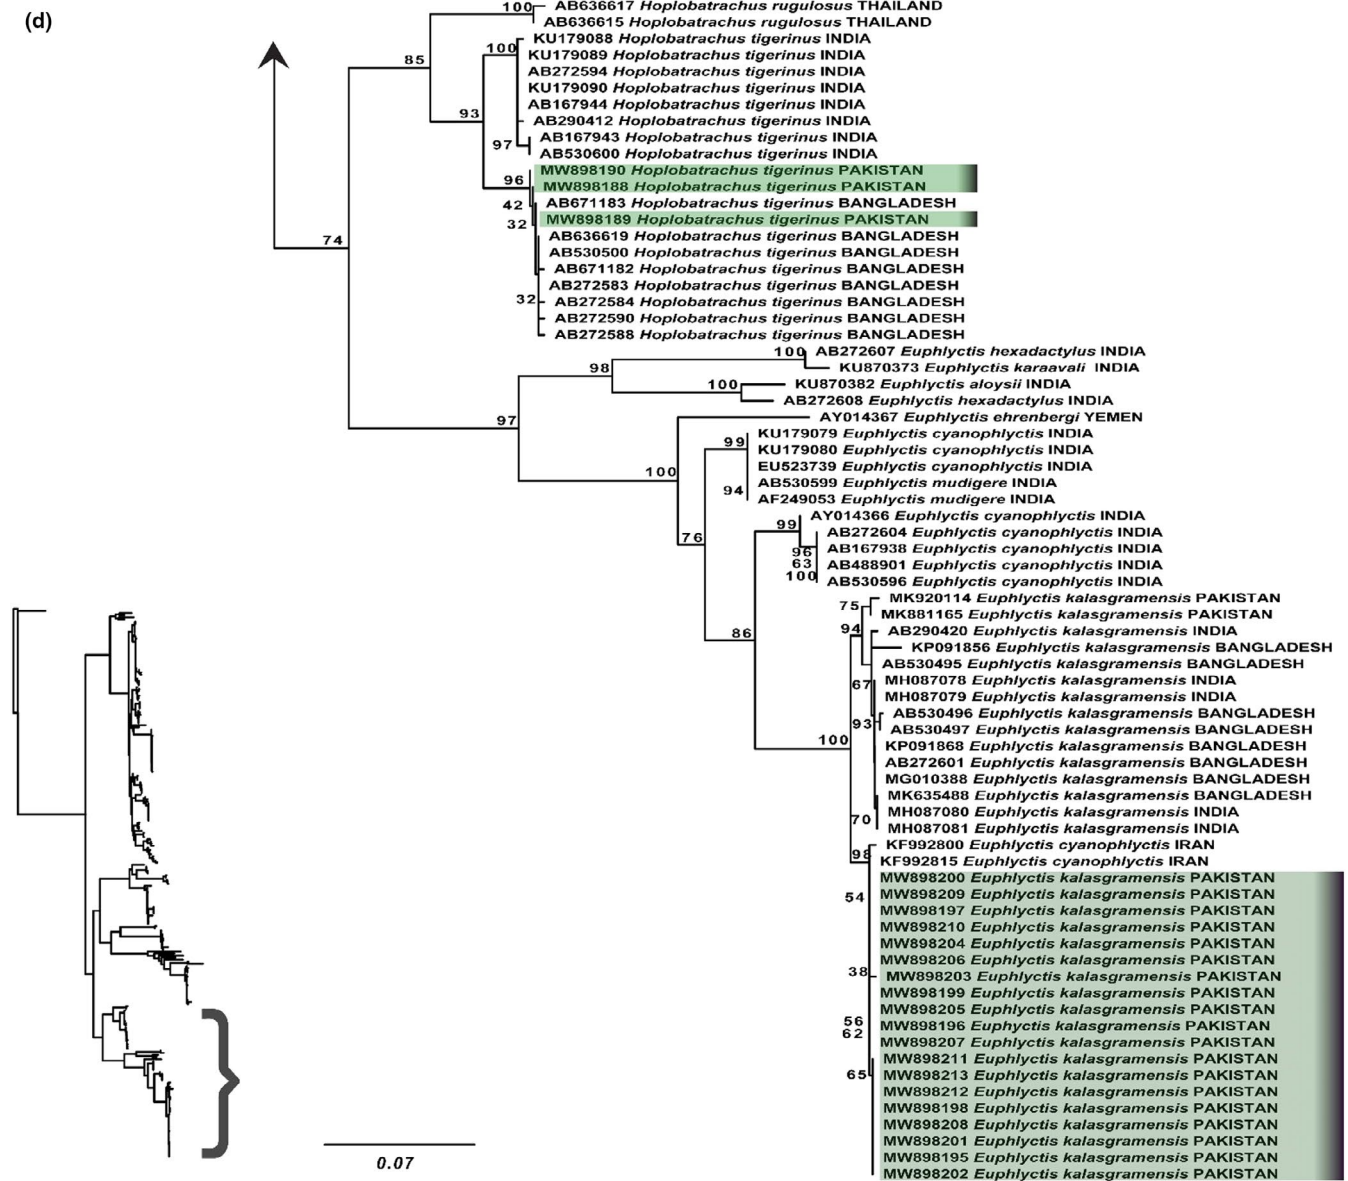 (d)
100
AB636617 Hoplobatrachus rugulosus THAILAND
AB636615 Hoplobatrachus rugulosus THAILAND
KU179088 Hoplobatrachus tigerinus INDIA
100
KU179089 Hoplobatrachus tigerinus INDIA
85
AB272594 Hoplobatrachus tigerinus INDIA
KU179090 Hoplobatrachus tigerinus INDIA
AB167944 Hoplobatrachus tigerinus INDIA
93
AB290412 Hoplobatrachus tigerinus INDIA
AB167943 Hoplobatrachus tigerinus INDIA
97
AB530600 Hoplobatrachus tigerinus INDIA
MW898190 Hoplobatrachus tigerinus PAKISTAN
96
MW898188 Hoplobatrachus tigerinus PAKISTAN
42
AB671183 Hoplobatrachus tigerinus BANGLADESH
32
MW898189 Hoplobatrachus tigerinus PAKISTAN
74
AB636619 Hoplobatrachus tigerinus BANGLADESH
AB530500 Hoplobatrachus tigerinus BANGLADESH
AB671182 Hoplobatrachus tigerinus BANGLADESH
AB272583 Hoplobatrachus tigerinus BANGLADESH
32
AB272584 Hoplobatrachus tigerinus BANGLADESH
AB272590 Hoplobatrachus tigerinus BANGLADESH
AB272588 Hoplobatrachus tigerinus BANGLADESH
100
AB272607 Euphlyctis hexadactylus INDIA
98
KU870373 Euphlyctis karaavali INDIA
100
KU870382 Euphlyctis aloysii INDIA
AB272608 Euphlyctis hexadactylus INDIA
97
AY014367 Euphlyctis ehrenbergi YEMEN
KU179079 Euphlyctis cyanophlyctis INDIA
99
KU179080 Euphlyctis cyanophlyctis INDIA
100
EU523739 Euphlyctis cyanophlyctis INDIA
AB530599 Euphlyctis mudigere INDIA
94
AF249053 Euphlyctis mudigere INDIA
AY014366 Euphlyctis cyanophlyctis INDIA
99
AB272604 Euphlyctis cyanophlyctis INDIA
76
96
AB167938 Euphlyctis cyanophlyctis INDIA
63
AB488901 Euphlyctis cyanophlyctis INDIA
100
AB530596 Euphlyctis cyanophlyctis INDIA
MK920114 Euphlyctis kalasgramensis PAKISTAN
75
MK881165 Euphlyctis kalasgramensis PAKISTAN
86
94
AB290420 Euphlyctis kalasgramensis INDIA
KP091856 Euphlyctis kalasgramensis BANGLADESH
AB530495 Euphlyctis kalasgramensis BANGLADESH
67
MH087078 Euphlyctis kalasgramensis INDIA
MH087079 Euphlyctis kalasgramensis INDIA
AB530496 Euphlyctis kalasgramensis BANGLADESH
93
AB530497 Euphlyctis kalasgramensis BANGLADESH
100
KP091868 Euphlyctis kalasgramensis BANGLADESH
AB272601 Euphlyctis kalasgramensis BANGLADESH
MG010388 Euphlyctis kalasgramensis BANGLADESH
MK635488 Euphlyctis kalasgramensis BANGLADESH
MH087080 Euphlyctis kalasgramensis INDIA
70
MH087081 Euphlyctis kalasgramensis INDIA
KF992800 Euphlyctis cyanophlyctis IRAN
98
KF992815 Euphlyctis cyanophlyctis IRAN
MW898200 Euphlyctis kalasgramensis PAKISTAN
54
MW898209 Euphlyctis kalasgramensis PAKISTAN
MW898197 Euphlyctis kalasgramensis PAKISTAN
MW898210 Euphlyctis kalasgramensis PAKISTAN
MW898204 Euphlyctis kalasgramensis PAKISTAN
MW898206 Euphlyctis kalasgramensis PAKISTAN
38
MW898203 Euphlyctis kalasgramensis PAKISTAN
MW898199 Euphlyctis kalasgramensis PAKISTAN
MW898205 Euphlyctis kalasgramensis PAKISTAN
56
MW898196 Euphyctis kalasgramensis PAKISTAN
62
MW898207 Euphlyctis kalasgramensis PAKISTAN
MW898211 Euphlyctis kalasgramensis PAKISTAN
65
MW898213 Euphlyctis kalasgramensis PAKISTAN
MW898212 Euphlyctis kalasgramensis PAKISTAN
MW898198 Euphlyctis kalasgramensis PAKISTAN
MW898208 Euphlyctis kalasgramensis PAKISTAN
MW898201 Euphlyctis kalasgramensis PAKISTAN
MW898195 Euphlyctis kalasgramensis PAKISTAN
MW898202 Euphlyctis kalasgramensis PAKISTAN
0.07